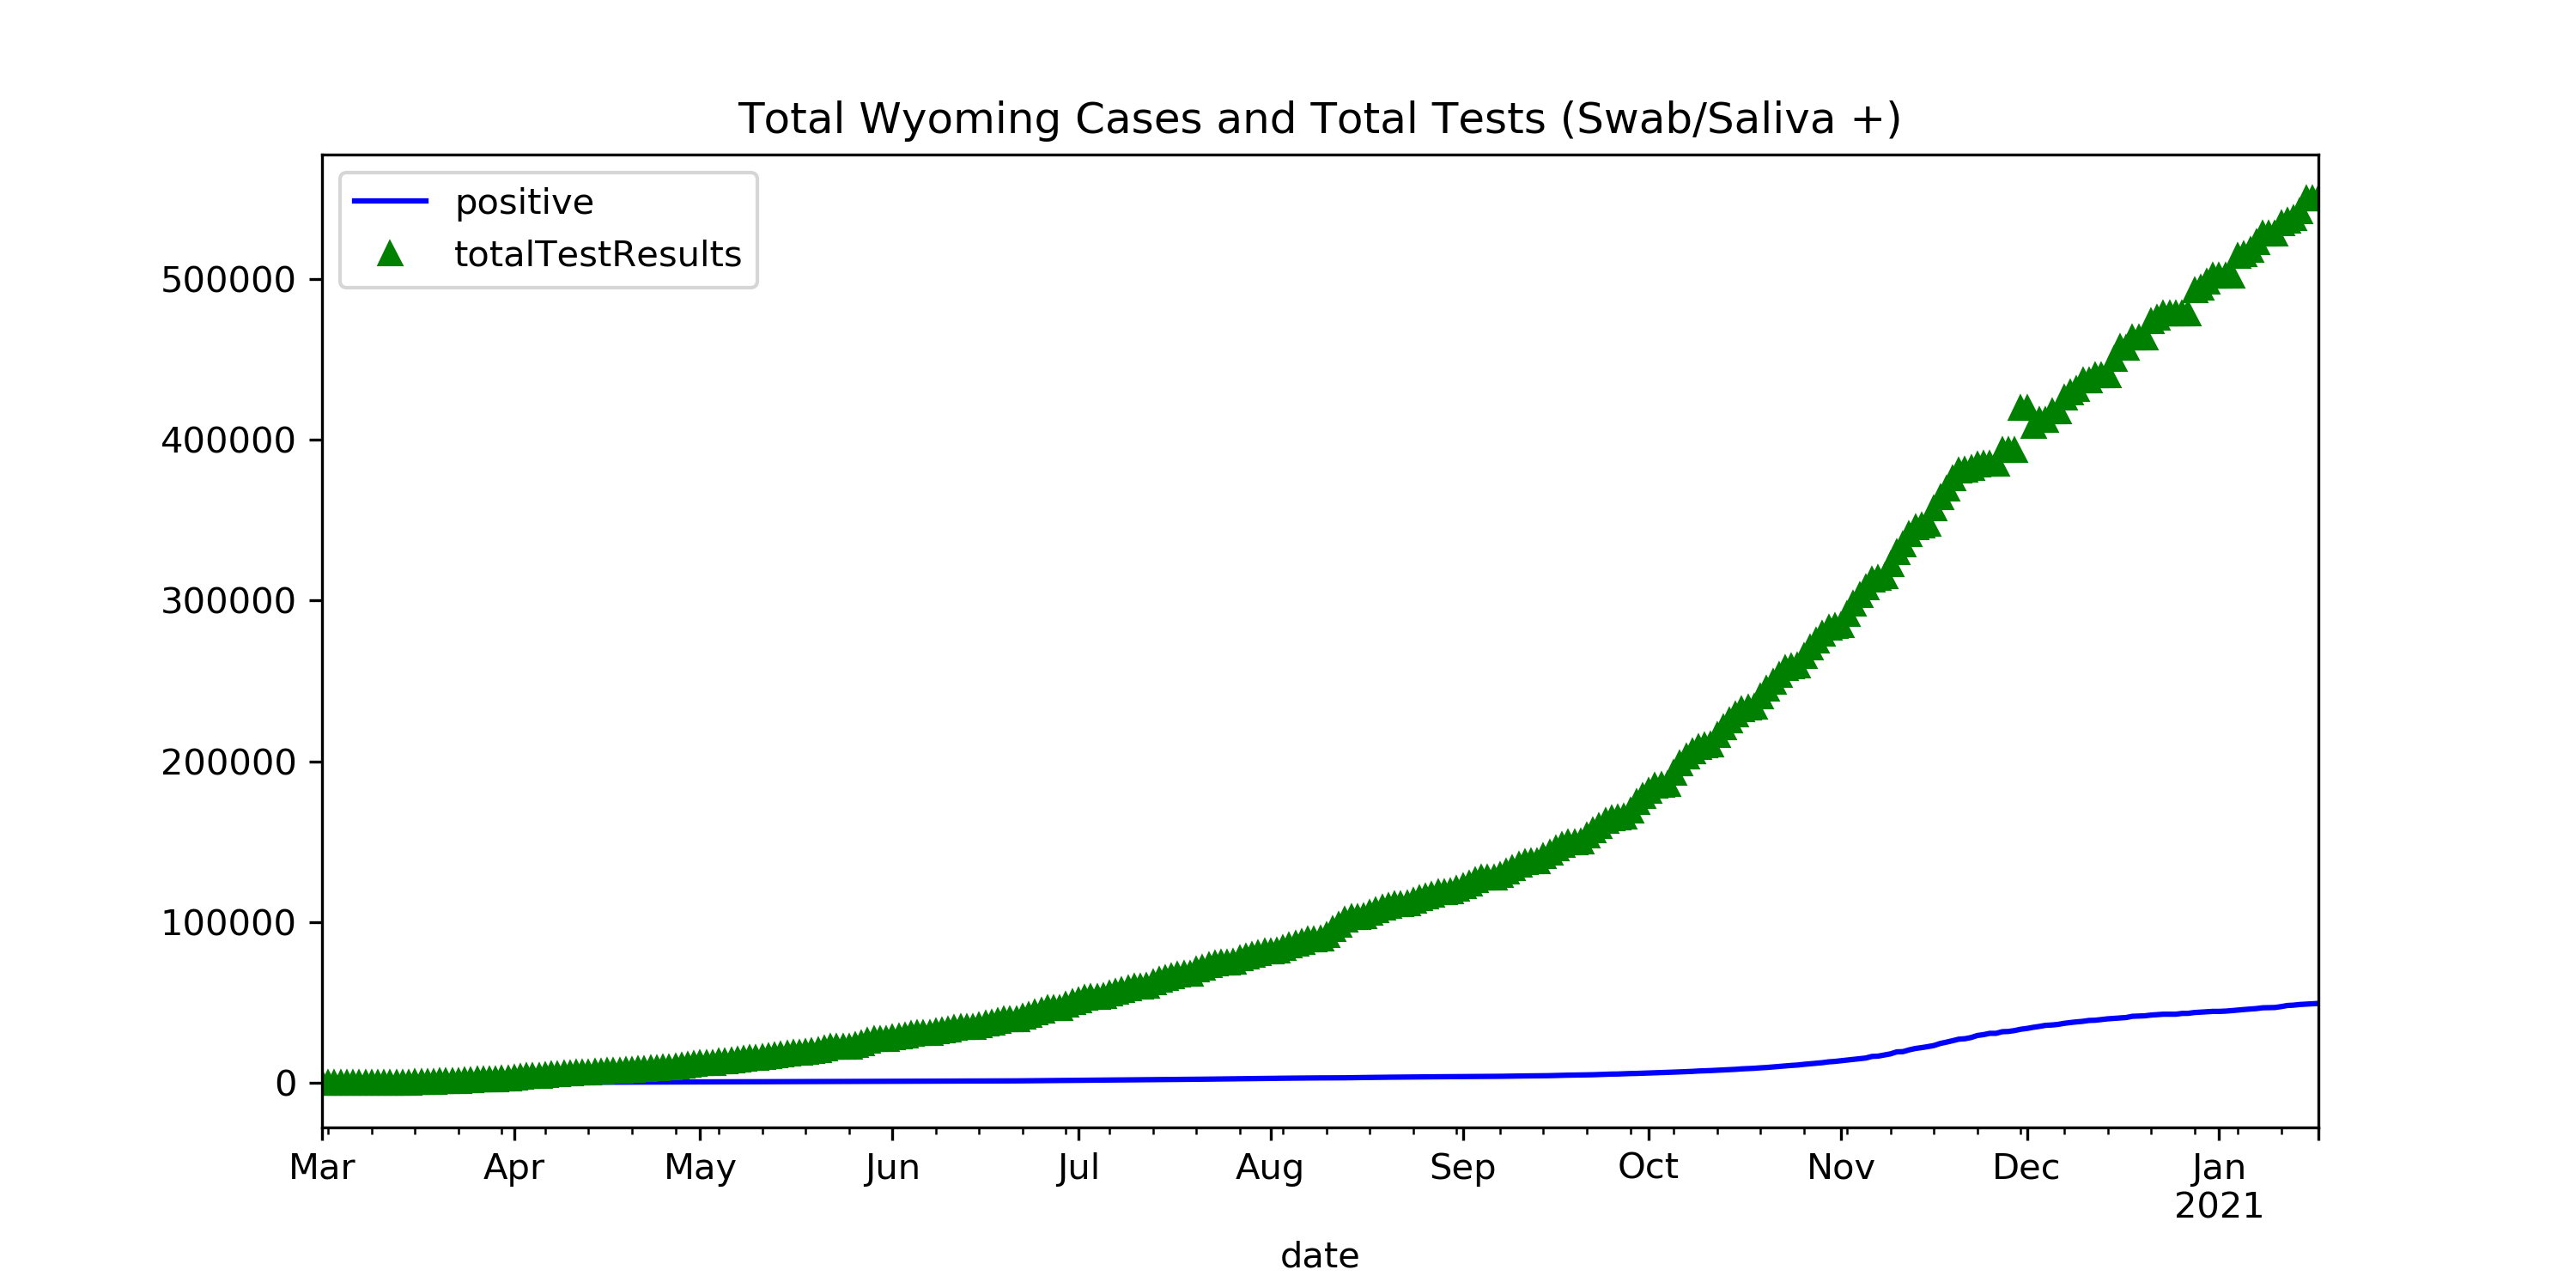 Total Wyoming Cases and Total Tests (Swab/Saliva +)
positive
totalTestResults
500000
400000
300000
200000
100000
0
Mar Apr May Jun Jul Aug Sep Oct Nov Dec Jan
2021
date